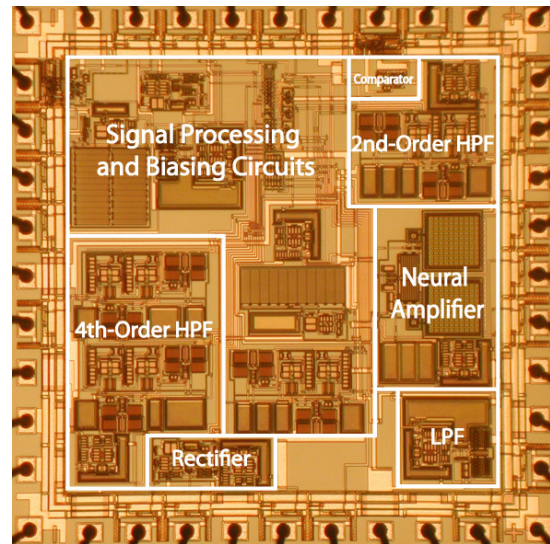 Comparator
Signal Processing
and Biasing Circuits
2nd-Order HPF
Neural
Amplifier
4th-Order HPF
Rectifier
LPF